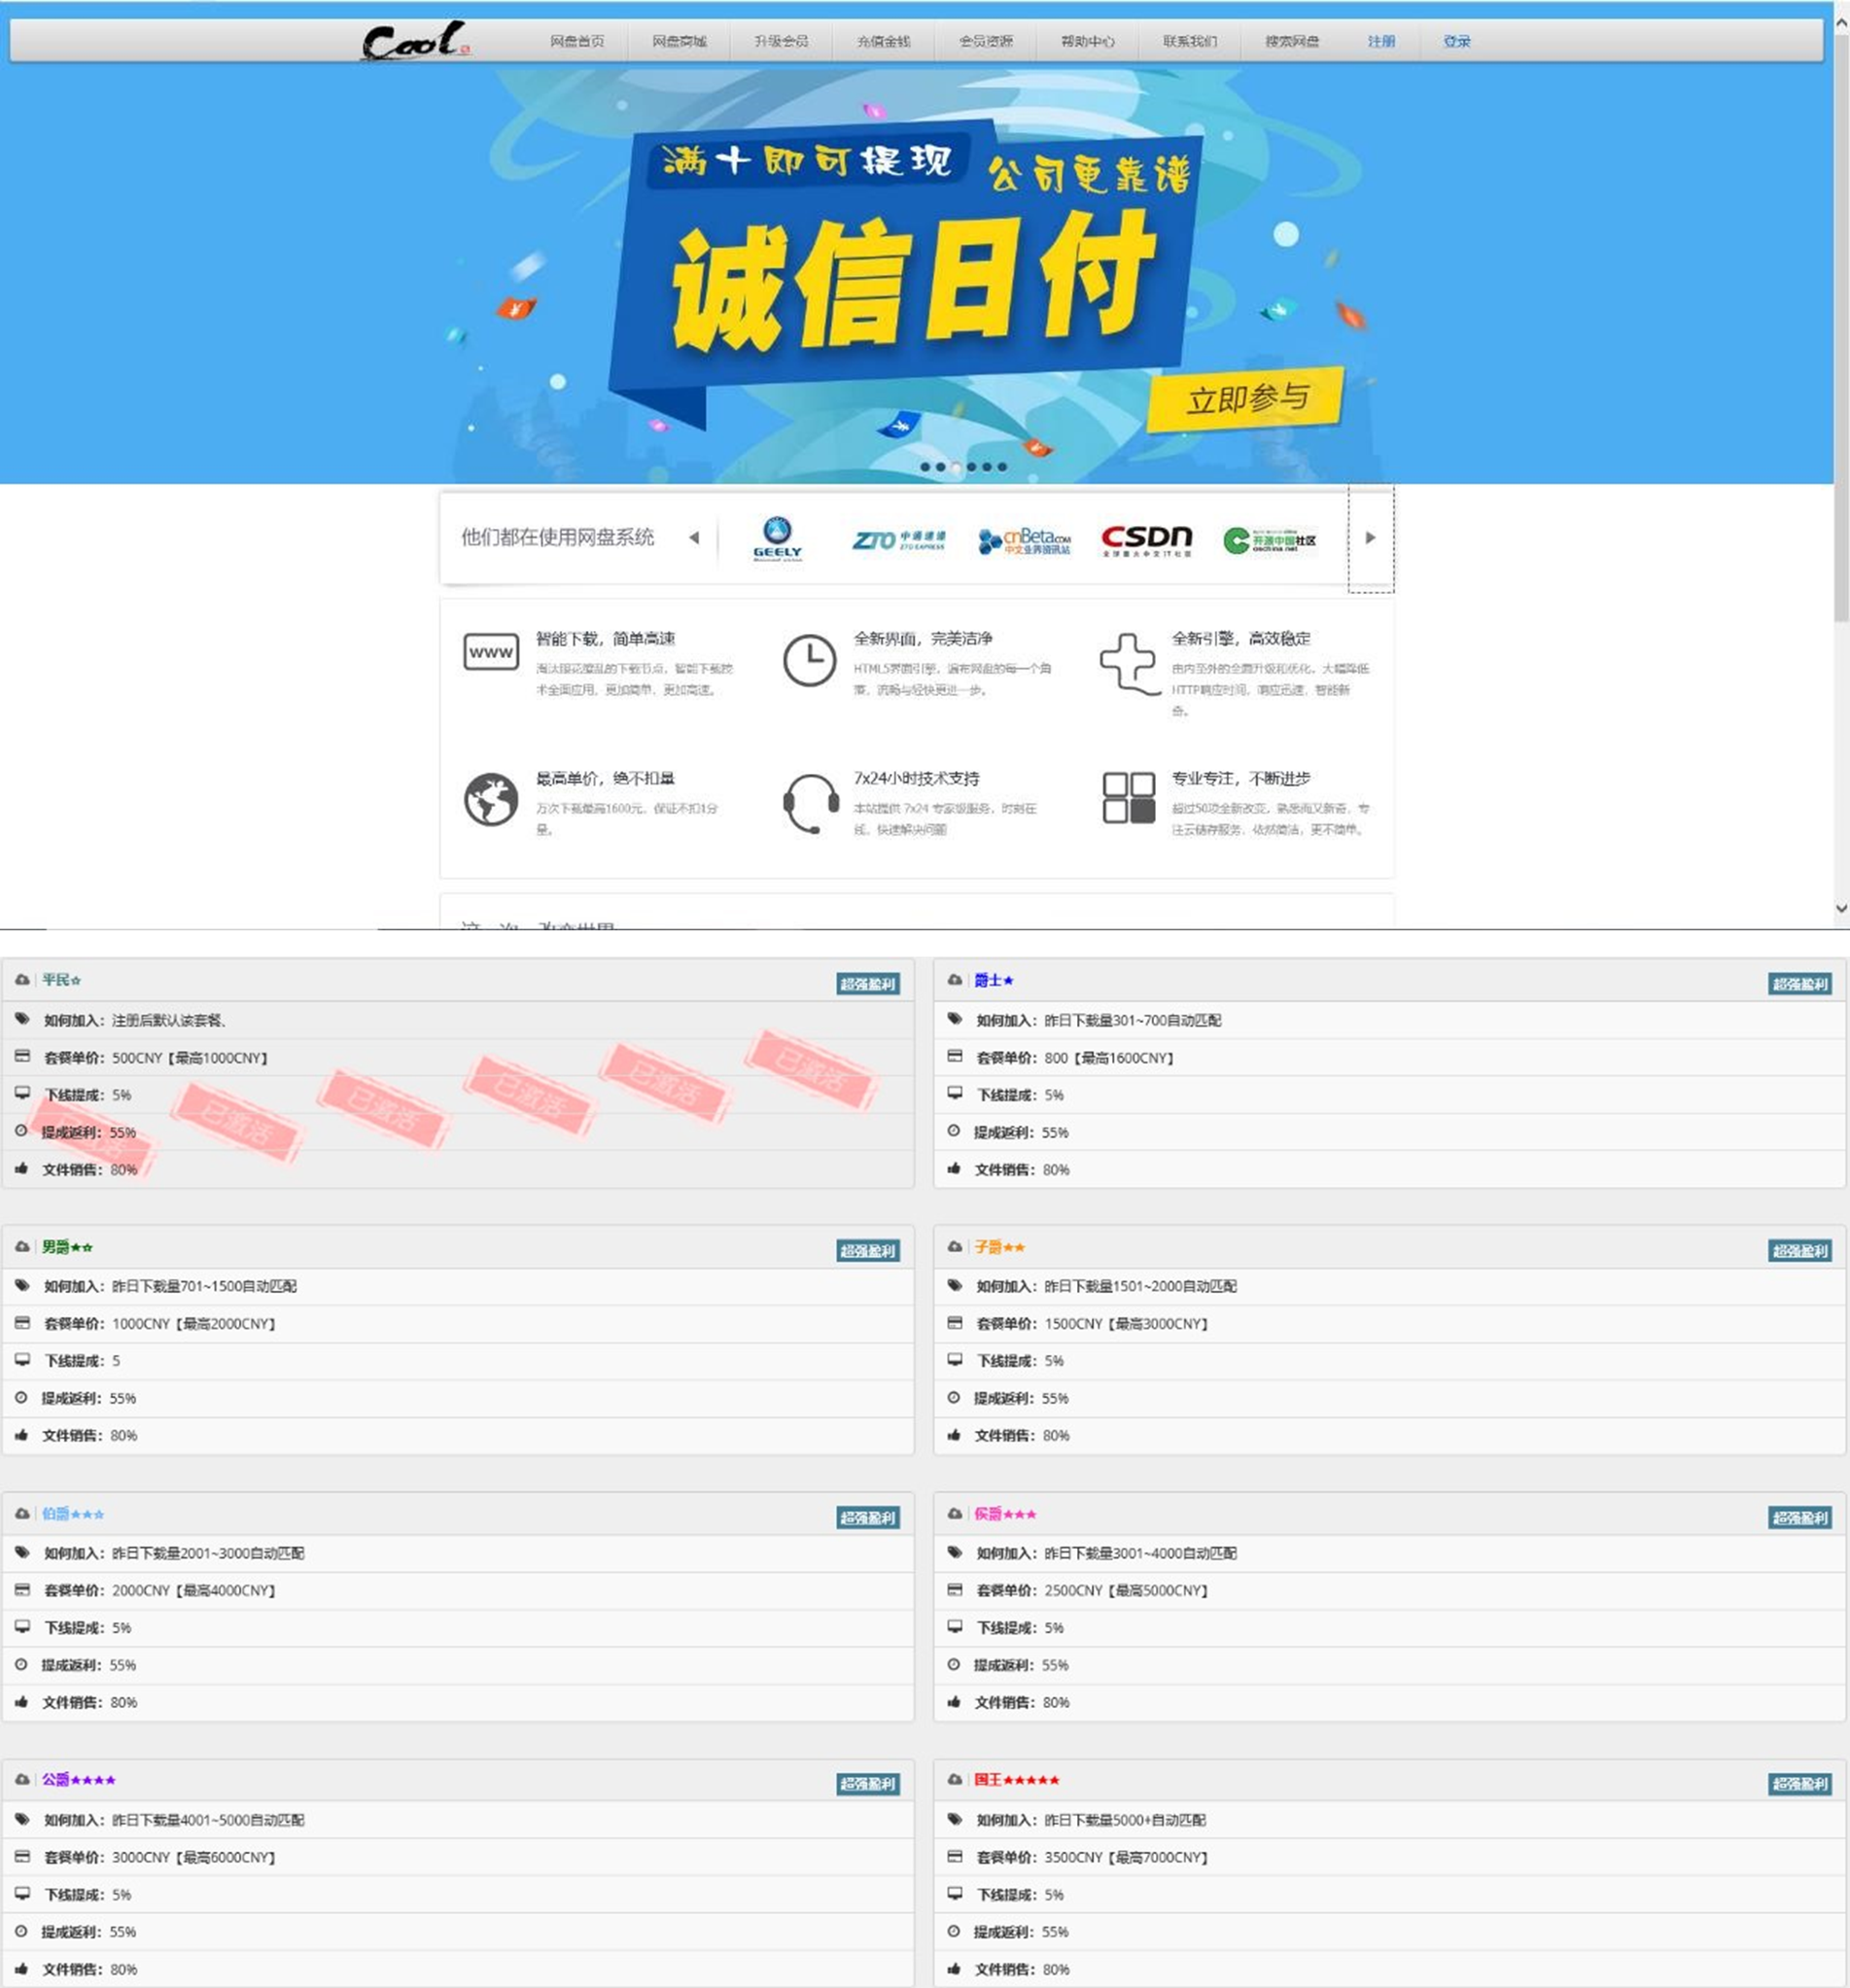 Cool
网盘首页 网盘商城 升级会员 充值金钱 会员资源 帮助中心 联系我们 搜索网盘 注册 登录
满十即可提现 公司更靠谱
诚信日付
立即参与
他们都在使用网盘系统
GEELY
ZTO 中通速递
ZTO EXPRESS
cnBeta.COM
中文业界资讯站
CSDN
全球最大中文IT社区
开源中国社区
oschina.net
智能下载，简单高速
淘汰眼花缭乱的下载节点，智能下载技
术全面应用，更加简单，更加高速。
全新界面，完美洁净
HTML5界面引擎，遍布网盘的每一个角
落，流畅与轻快更进一步。
全新引擎，高效稳定
由内至外的全面升级和优化，大幅降低
HTTP响应时间，响应迅速，智能新
奇。
WWW
最高单价，绝不扣量
万次下载最高1600元，保证不扣1分
量。
7x24小时技术支持
本站提供 7x24 专家级服务，时刻在
线，快速解决问题
专业专注，不断进步
超过50项全新改变，熟悉而又新奇，专
注云储存服务，依然简洁，更不简单。
这一次，改变世界
平民☆ 超强盈利
如何加入：注册后默认该套餐、
套餐单价：500CNY【最高1000CNY】
下线提成：5%
提成返利：55%
文件销售：80%
已激活
已激活
已激活
已激活
已激活
已激活
爵士★ 超强盈利
如何加入：昨日下载量301~700自动匹配
套餐单价：800【最高1600CNY】
下线提成：5%
提成返利：55%
文件销售：80%
男爵★☆ 超强盈利
如何加入：昨日下载量701~1500自动匹配
套餐单价：1000CNY【最高2000CNY】
下线提成：5
提成返利：55%
文件销售：80%
子爵★★ 超强盈利
如何加入：昨日下载量1501~2000自动匹配
套餐单价：1500CNY【最高3000CNY】
下线提成：5%
提成返利：55%
文件销售：80%
伯爵★★☆ 超强盈利
如何加入：昨日下载量2001~3000自动匹配
套餐单价：2000CNY【最高4000CNY】
下线提成：5%
提成返利：55%
文件销售：80%
侯爵★★★ 超强盈利
如何加入：昨日下载量3001~4000自动匹配
套餐单价：2500CNY【最高5000CNY】
下线提成：5%
提成返利：55%
文件销售：80%
公爵★★★★ 超强盈利
如何加入：昨日下载量4001~5000自动匹配
套餐单价：3000CNY【最高6000CNY】
下线提成：5%
提成返利：55%
文件销售：80%
国王★★★★★ 超强盈利
如何加入：昨日下载量5000+自动匹配
套餐单价：3500CNY【最高7000CNY】
下线提成：5%
提成返利：55%
文件销售：80%